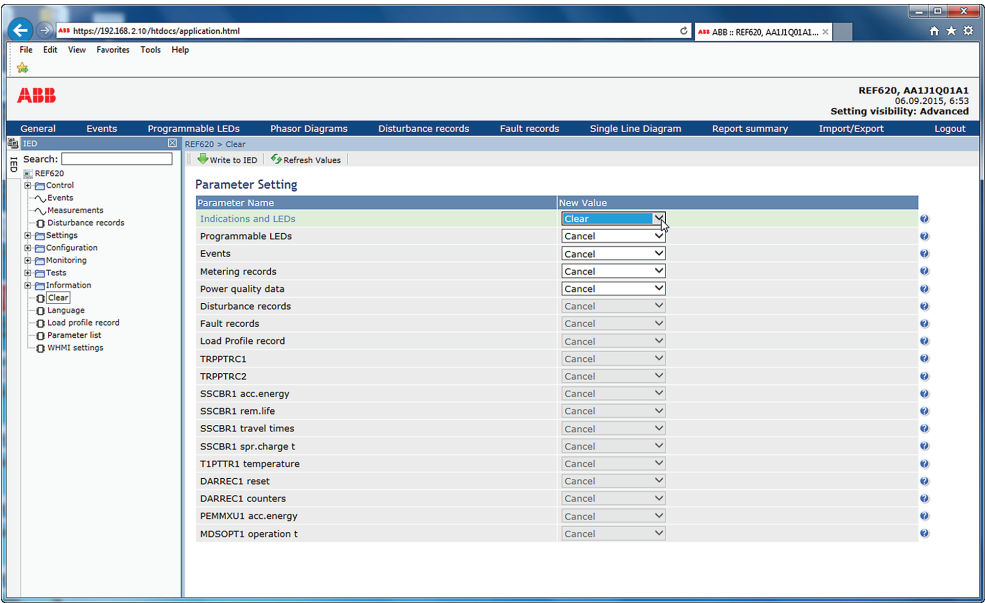 ABB https://192.168.2.10/htdocs/application.html
ABB ABB :: REF620, AA1J1Q01A1...
File Edit View Favorites Tools Help
ABB
REF620, AA1J1Q01A1
06.09.2015, 6:53
Setting visibility: Advanced
General Events Programmable LEDs Phasor Diagrams Disturbance records Fault records Single Line Diagram Report summary Import/Export Logout
IED
IED
REF620 > Clear
Search:
Write to IED Refresh Values
REF620
Control
Events
Measurements
Disturbance records
Settings
Configuration
Monitoring
Tests
Information
Clear
Language
Load profile record
Parameter list
WHMI settings
Parameter Setting
Parameter Name New Value
Indications and LEDs Clear
Programmable LEDs Cancel
Events Cancel
Metering records Cancel
Power quality data Cancel
Disturbance records Cancel
Fault records Cancel
Load Profile record Cancel
TRPPTRC1 Cancel
TRPPTRC2 Cancel
SSCBR1 acc.energy Cancel
SSCBR1 rem.life Cancel
SSCBR1 travel times Cancel
SSCBR1 spr.charge t Cancel
T1PTTR1 temperature Cancel
DARREC1 reset Cancel
DARREC1 counters Cancel
PEMMXU1 acc.energy Cancel
MDSOPT1 operation t Cancel